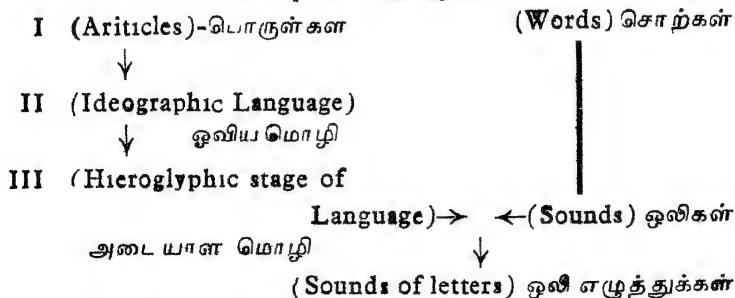 I (Ariticles)-பொருள்கள (Words) சொற்கள்
↓
II (Ideographic Language)
↓ ஓவிய மொழி
III (Hieroglyphic stage of
Language)→ ←(Sounds) ஒலிகள்
அடையாள மொழி ↓
(Sounds of letters) ஒலி எழுத்துக்கள்